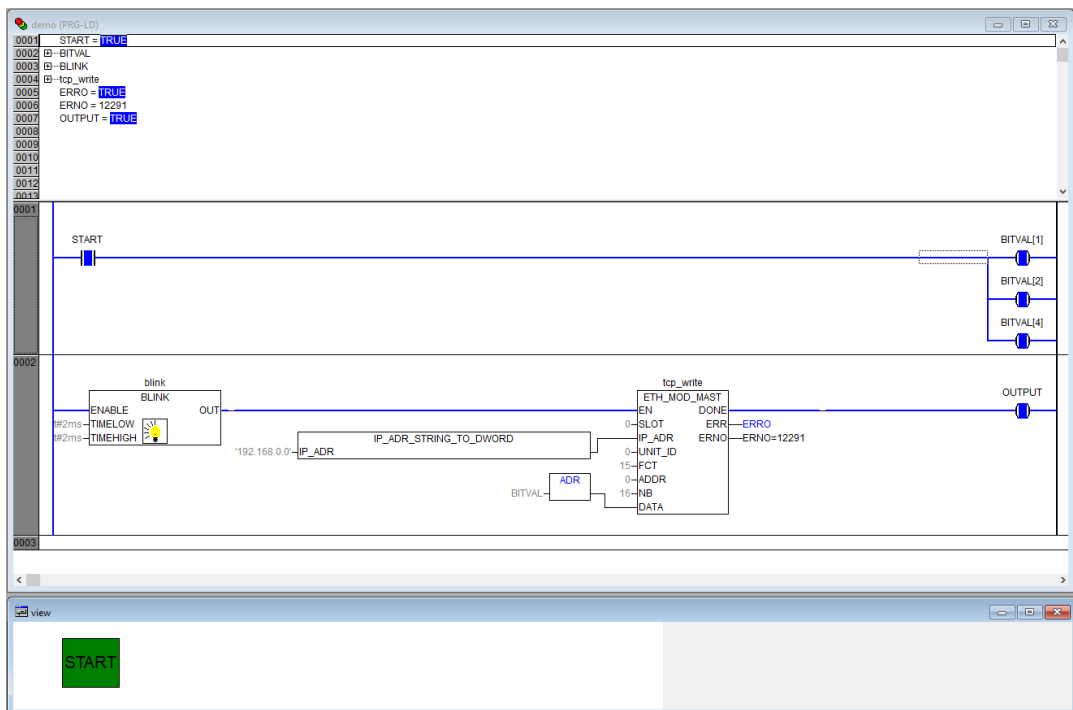 demo (PRG-LD)
0001 START = TRUE
0002 BITVAL
0003 BLINK
0004 tcp_write
0005 ERRO = TRUE
0006 ERNO = 12291
0007 OUTPUT = TRUE
0008
0009
0010
0011
0012
0013
0001
START BITVAL[1]
BITVAL[2]
BITVAL[4]
0002
blink tcp_write
BLINK ETH_MOD_MAST OUTPUT
ENABLE OUT EN DONE
t#2ms TIMELOW 0 SLOT ERR ERRO
t#2ms TIMEHIGH IP_ADR_STRING_TO_DWORD IP_ADR ERNO ERNO=12291
'192.168.0.0' IP_ADR 0 UNIT_ID
15 FCT
ADR 0 ADDR
BITVAL 16 NB
DATA
0003
view
START